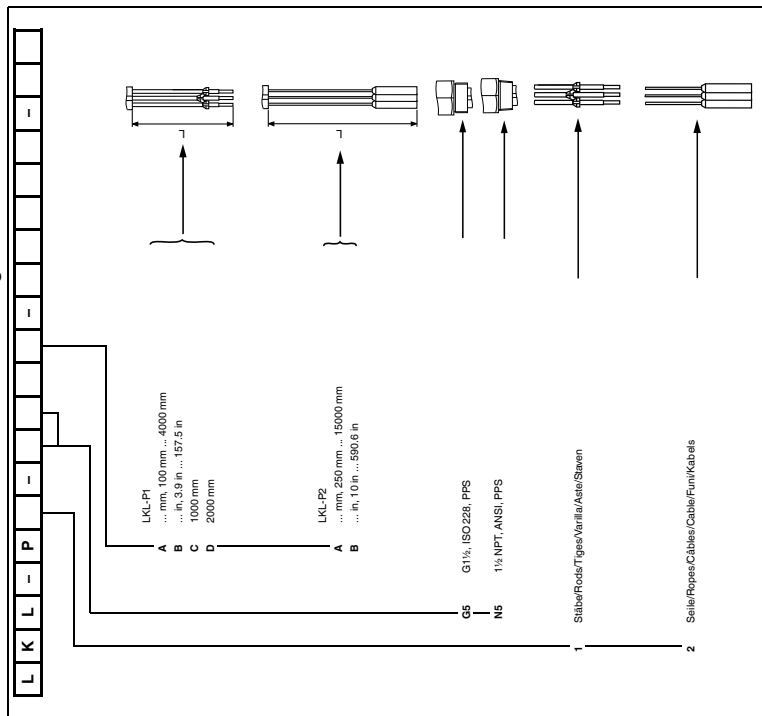 L K L – P – – –
LKL-P1
A ... mm, 100 mm ... 4000 mm
B ... in, 3.9 in ... 157.5 in
L
C 1000 mm
D 2000 mm
LKL-P2
A ... mm, 250 mm ... 15000 mm
L
B ... in, 10 in ... 590.6 in
G5 G1½, ISO 228, PPS
N5 1½ NPT, ANSI, PPS
1 Stäbe/Rods/Tiges/Varilla/Aste/Staven
2 Seile/Ropes/Câbles/Cable/Funi/Kabels